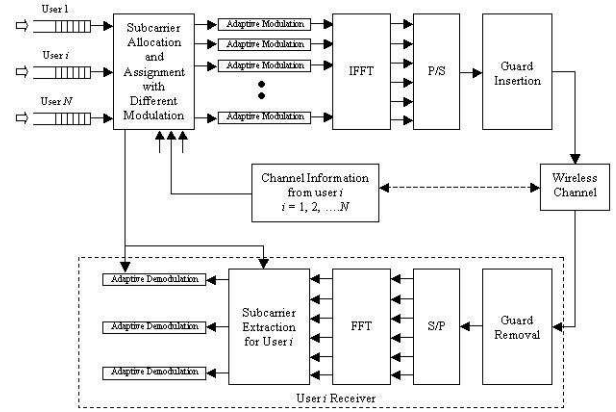 User 1
User i
User N
Subcarrier
Allocation
and
Assignment
with
Different
Modulation
Adaptive Modulation
Adaptive Modulation
Adaptive Modulation
Adaptive Modulation
IFFT
P/S
Guard
Insertion
Channel Information
from user i
i = 1, 2, ....N
Wireless
Channel
Adaptive Demodulation
Adaptive Demodulation
Adaptive Demodulation
Subcarrier
Extraction
for User i
FFT
S/P
Guard
Removal
User i Receiver